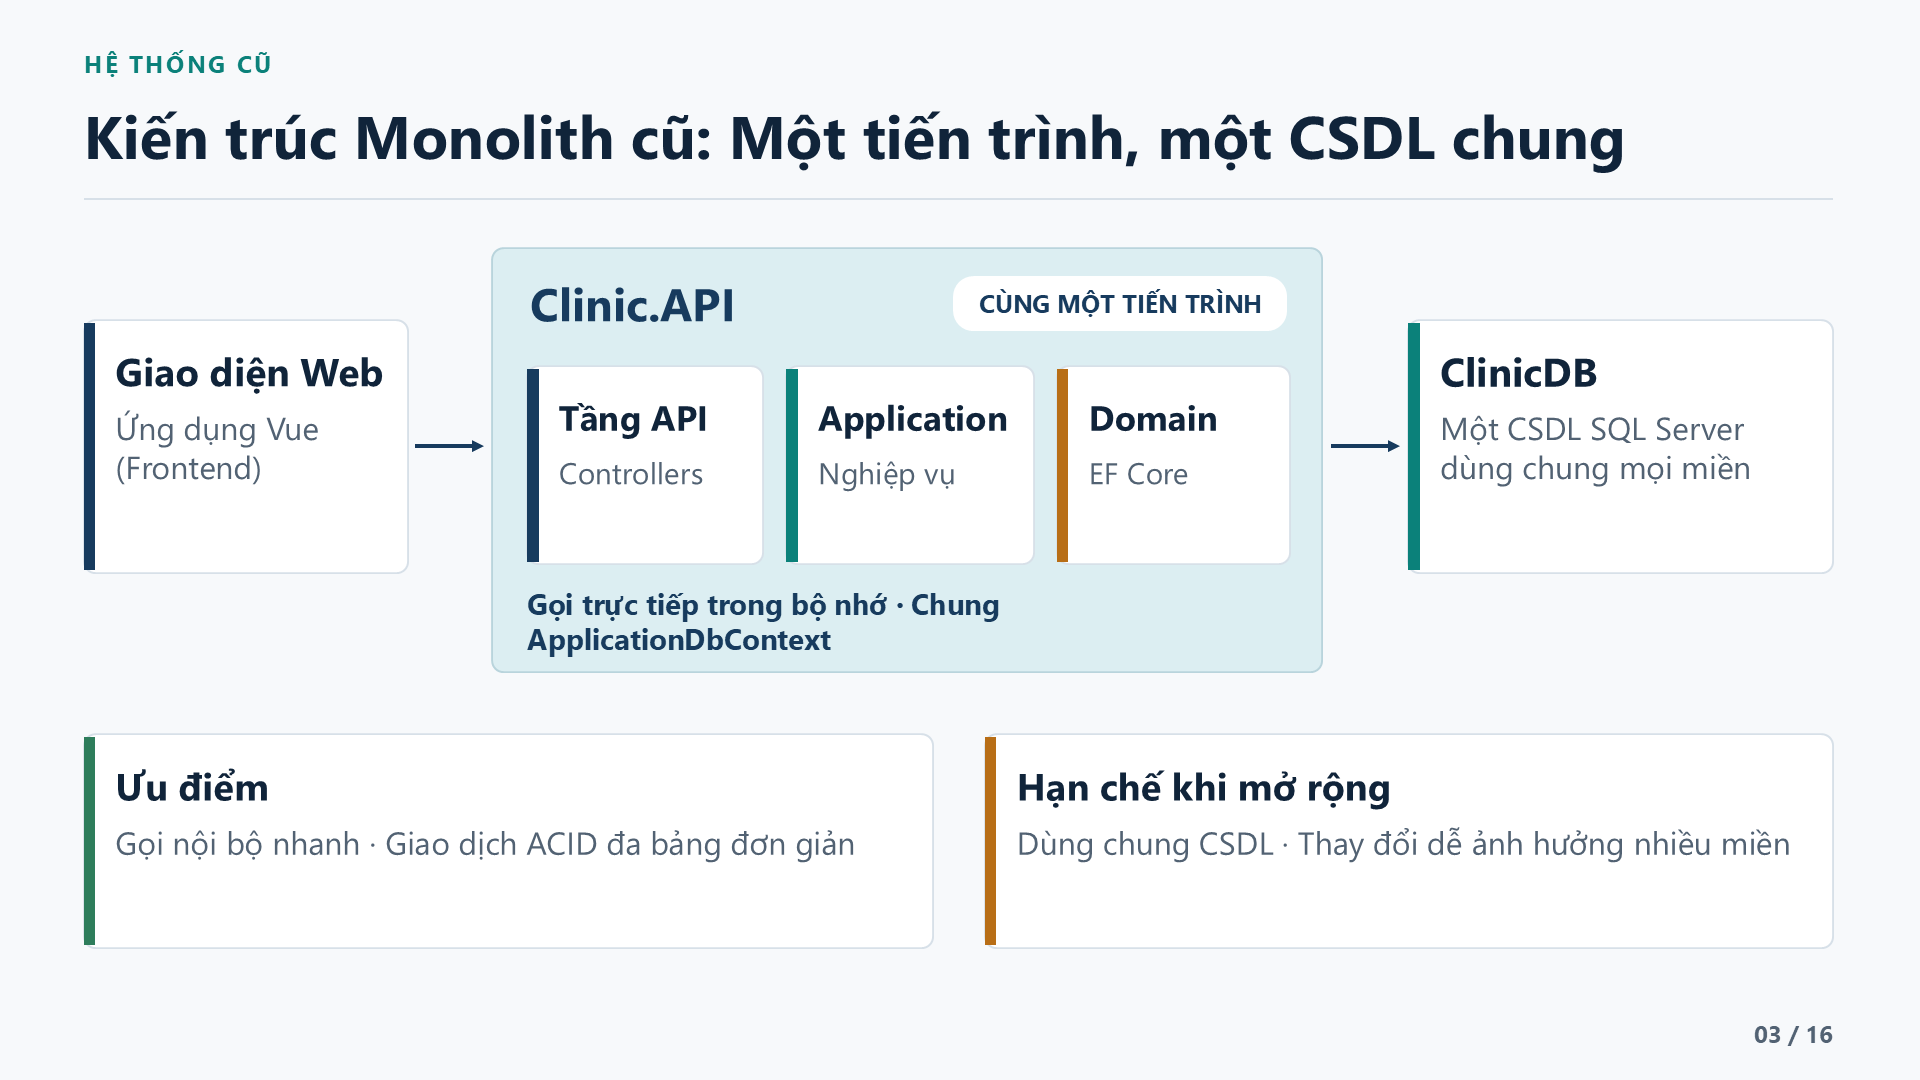 HỆ THỐNG CŨ
Kiến trúc Monolith cũ: Một tiến trình, một CSDL chung
Giao diện Web
Ứng dụng Vue
(Frontend)
Clinic.API
CÙNG MỘT TIẾN TRÌNH
Tầng API
Controllers
Application
Nghiệp vụ
Domain
EF Core
Gọi trực tiếp trong bộ nhớ · Chung
ApplicationDbContext
ClinicDB
Một CSDL SQL Server
dùng chung mọi miền
Ưu điểm
Gọi nội bộ nhanh · Giao dịch ACID đa bảng đơn giản
Hạn chế khi mở rộng
Dùng chung CSDL · Thay đổi dễ ảnh hưởng nhiều miền
03 / 16